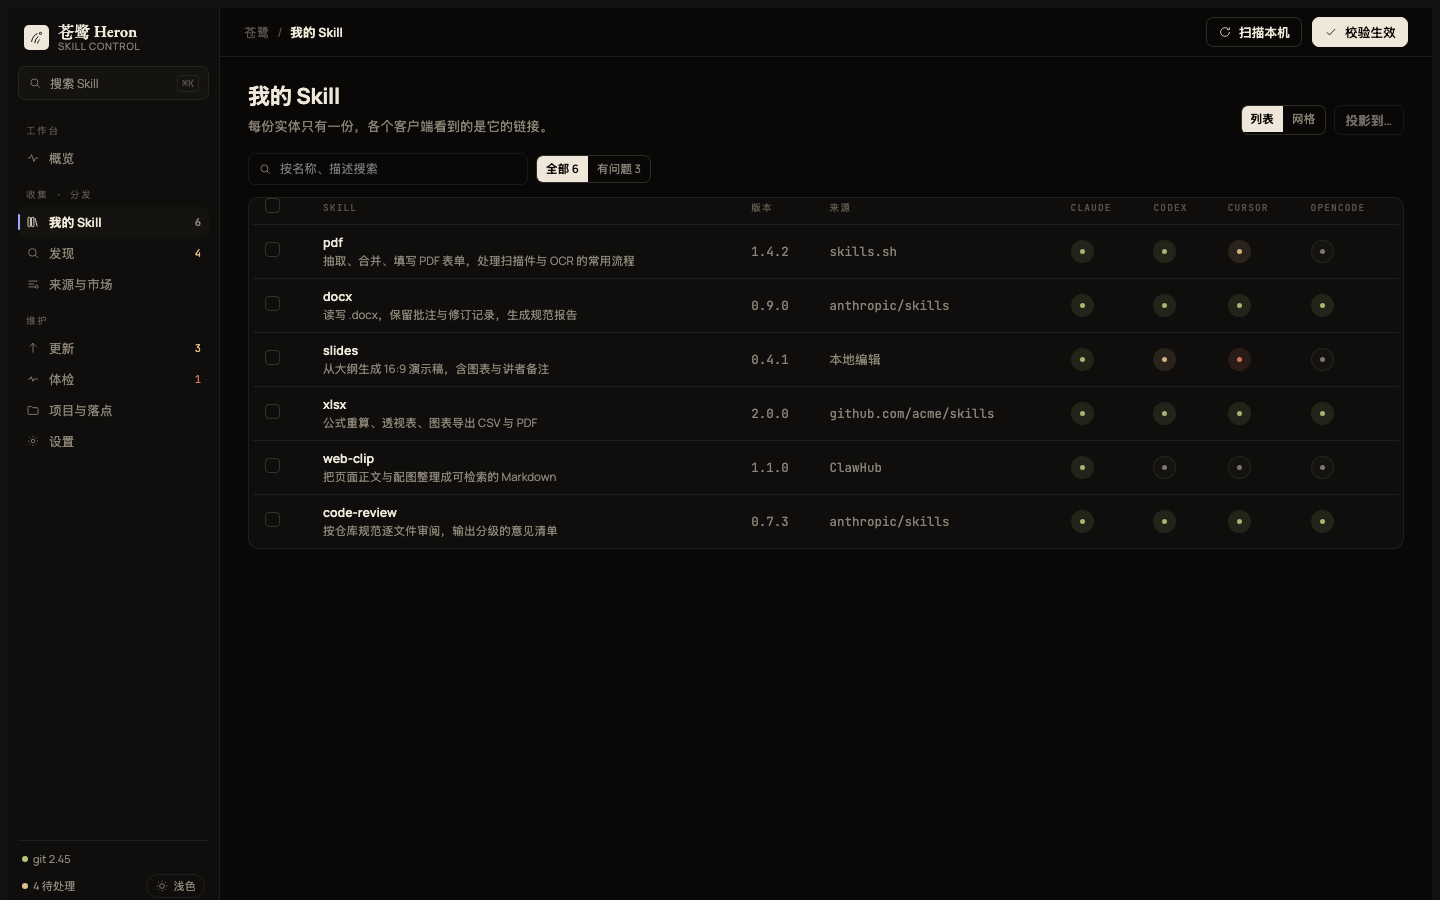 苍鹭 Heron
SKILL CONTROL
搜索 Skill ⌘K
工作台
概览
收集 · 分发
我的 Skill 6
发现 4
来源与市场
维护
更新 3
体检 1
项目与落点
设置
git 2.45
4 待处理 浅色
苍鹭 / 我的 Skill
扫描本机 校验生效
我的 Skill
每份实体只有一份，各个客户端看到的是它的链接。
列表 网格 投影到…
按名称、描述搜索 全部 6 有问题 3
SKILL 版本 来源 CLAUDE CODEX CURSOR OPENCODE
pdf
抽取、合并、填写 PDF 表单，处理扫描件与 OCR 的常用流程
1.4.2 skills.sh
docx
读写 .docx，保留批注与修订记录，生成规范报告
0.9.0 anthropic/skills
slides
从大纲生成 16:9 演示稿，含图表与讲者备注
0.4.1 本地编辑
xlsx
公式重算、透视表、图表导出 CSV 与 PDF
2.0.0 github.com/acme/skills
web-clip
把页面正文与配图整理成可检索的 Markdown
1.1.0 ClawHub
code-review
按仓库规范逐文件审阅，输出分级的意见清单
0.7.3 anthropic/skills